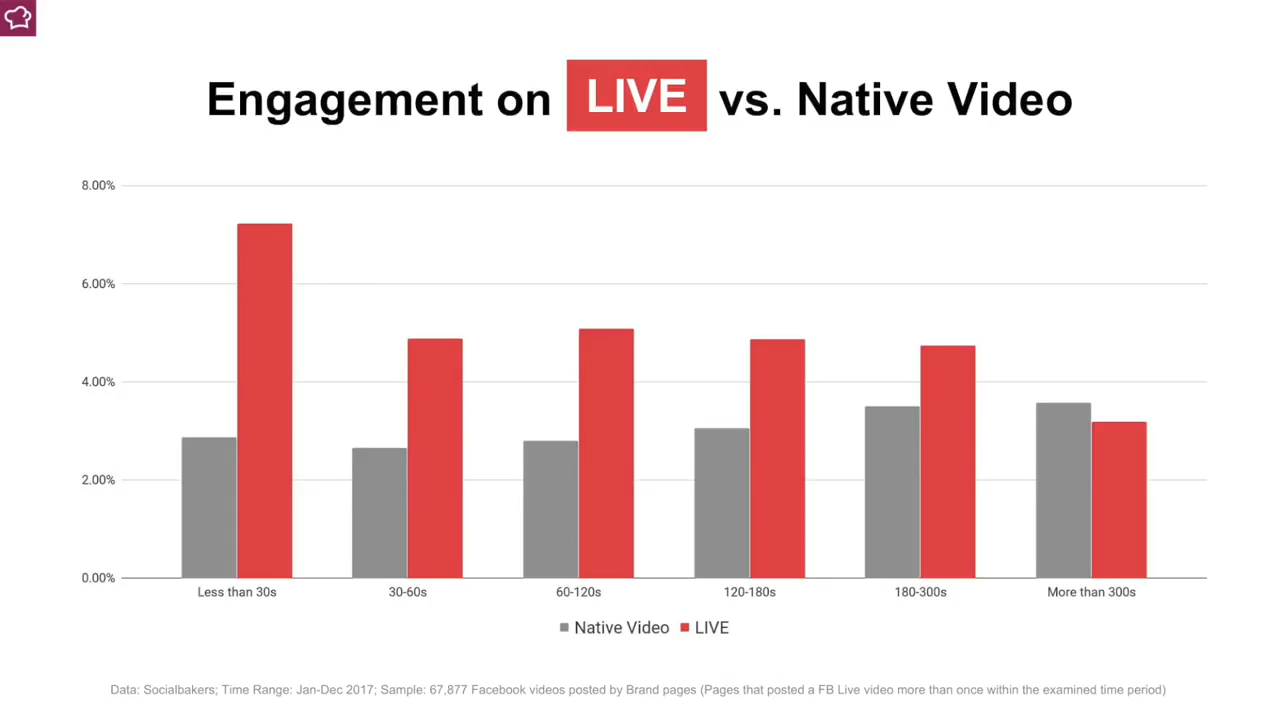 Engagement on LIVE vs. Native Video
8.00%
6.00%
4.00%
2.00%
0.00%
Less than 30s 30-60s 60-120s 120-180s 180-300s More than 300s
Native Video LIVE
Data: Socialbakers; Time Range: Jan-Dec 2017; Sample: 67,877 Facebook videos posted by Brand pages (Pages that posted a FB Live video more than once within the examined time period)